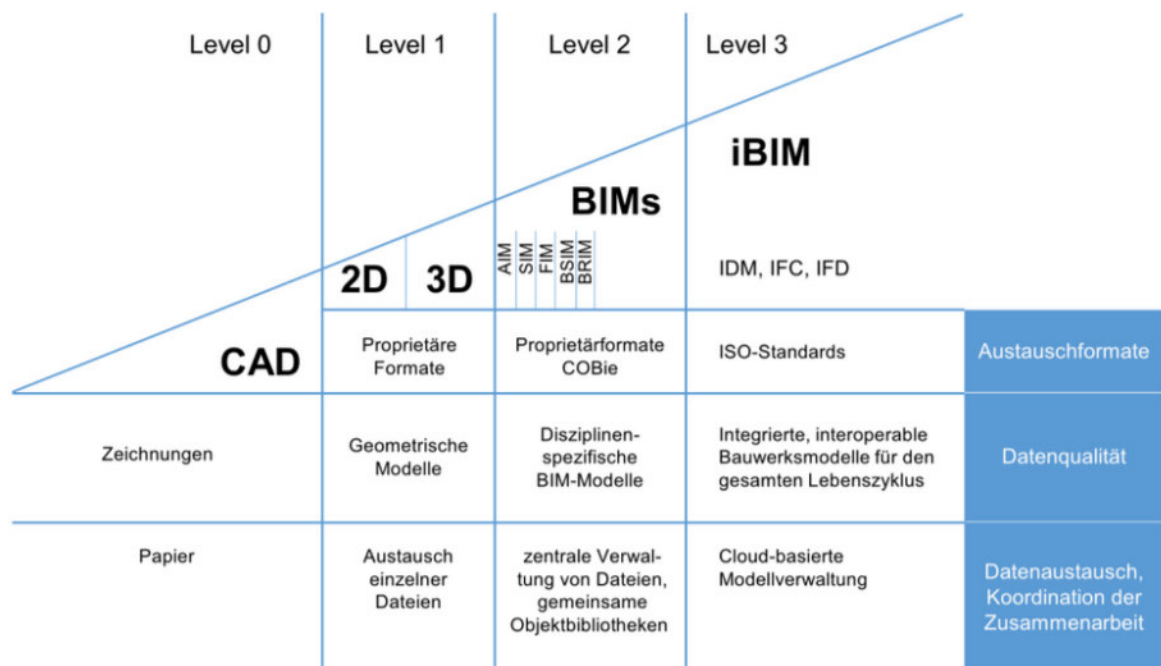 Level 0
Level 1
Level 2
Level 3
iBIM
BIMs
AIM
SIM
FIM
BSIM
BRIM
2D
3D
IDM, IFC, IFD
CAD
Proprietäre
Formate
Proprietärformate
COBie
ISO-Standards
Austauschformate
Zeichnungen
Geometrische
Modelle
Disziplinen-
spezifische
BIM-Modelle
Integrierte, interoperable
Bauwerksmodelle für den
gesamten Lebenszyklus
Datenqualität
Papier
Austausch
einzelner
Dateien
zentrale Verwal-
tung von Dateien,
gemeinsame
Objektbibliotheken
Cloud-basierte
Modellverwaltung
Datenaustausch,
Koordination der
Zusammenarbeit